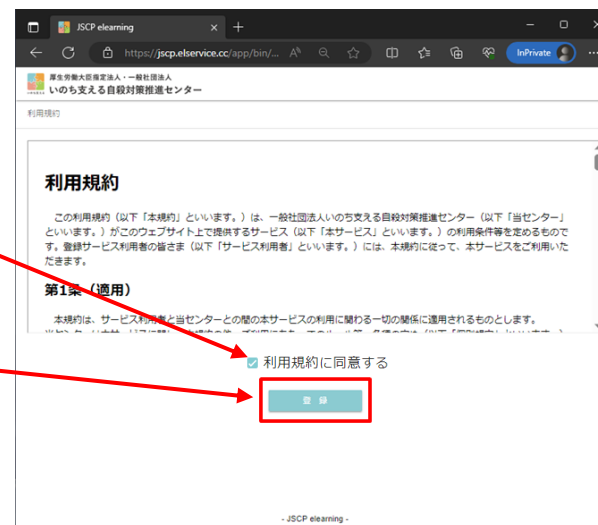 JSCP elearning
https://jscp.elservice.cc/app/bin/...
InPrivate
厚生労働大臣指定法人・一般社団法人
いのち支える自殺対策推進センター
利用規約
利用規約
この利用規約（以下「本規約」といいます。）は、一般社団法人いのち支える自殺対策推進センター（以下「当センター」
といいます。）がこのウェブサイト上で提供するサービス（以下「本サービス」といいます。）の利用条件等を定めるもので
す。登録サービス利用者の皆さま（以下「サービス利用者」といいます。）には、本規約に従って、本サービスをご利用いた
だきます。
第1条（適用）
本規約は、サービス利用者と当センターとの間の本サービスの利用に関わる一切の関係に適用されるものとします。
利用規約に同意する
登 録
- JSCP elearning -